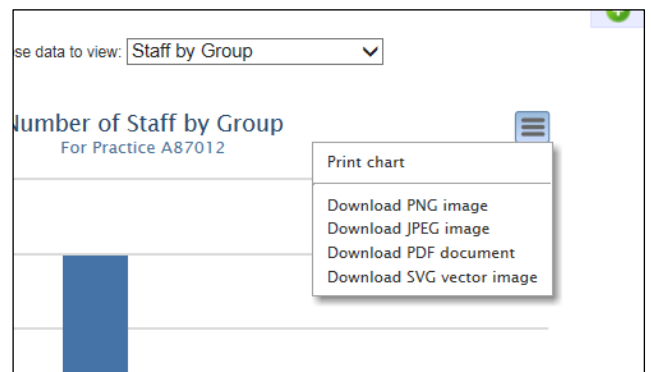 se data to view: Staff by Group
Number of Staff by Group
For Practice A87012
Print chart
Download PNG image
Download JPEG image
Download PDF document
Download SVG vector image